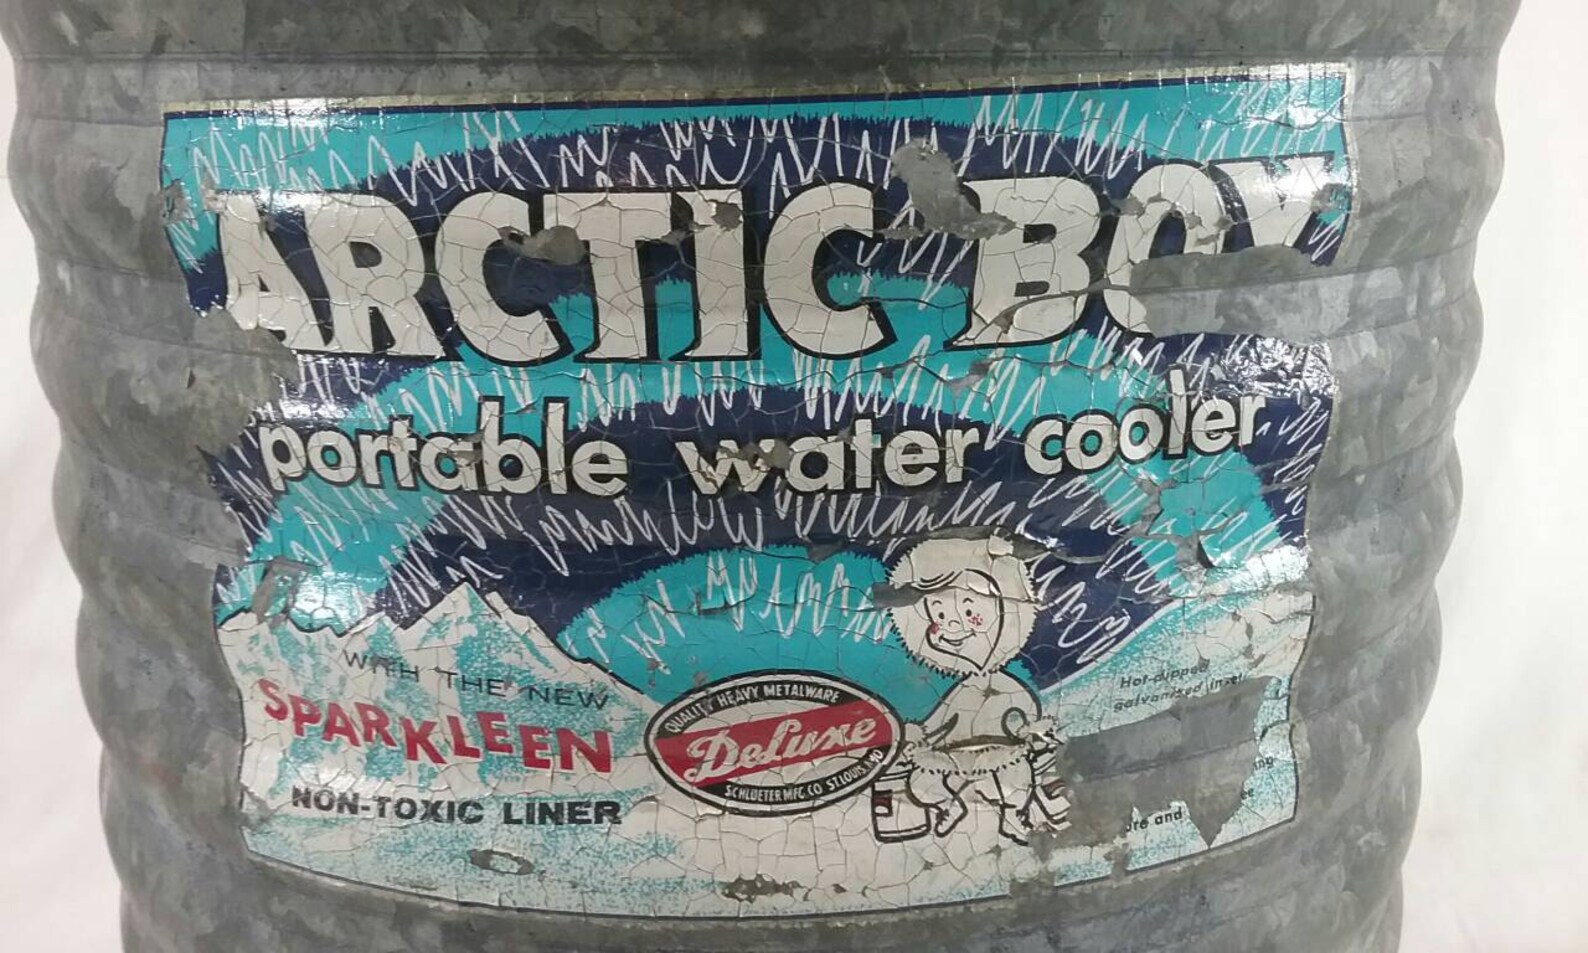 ARCTIC BOY
portable water cooler
WITH THE NEW
SPARKLEEN
NON-TOXIC LINER
QUALITY HEAVY METALWARE
DeLuxe
SCHLUETER MFG. CO ST. LOUIS, MO
Hot-dipped
galvanized
and